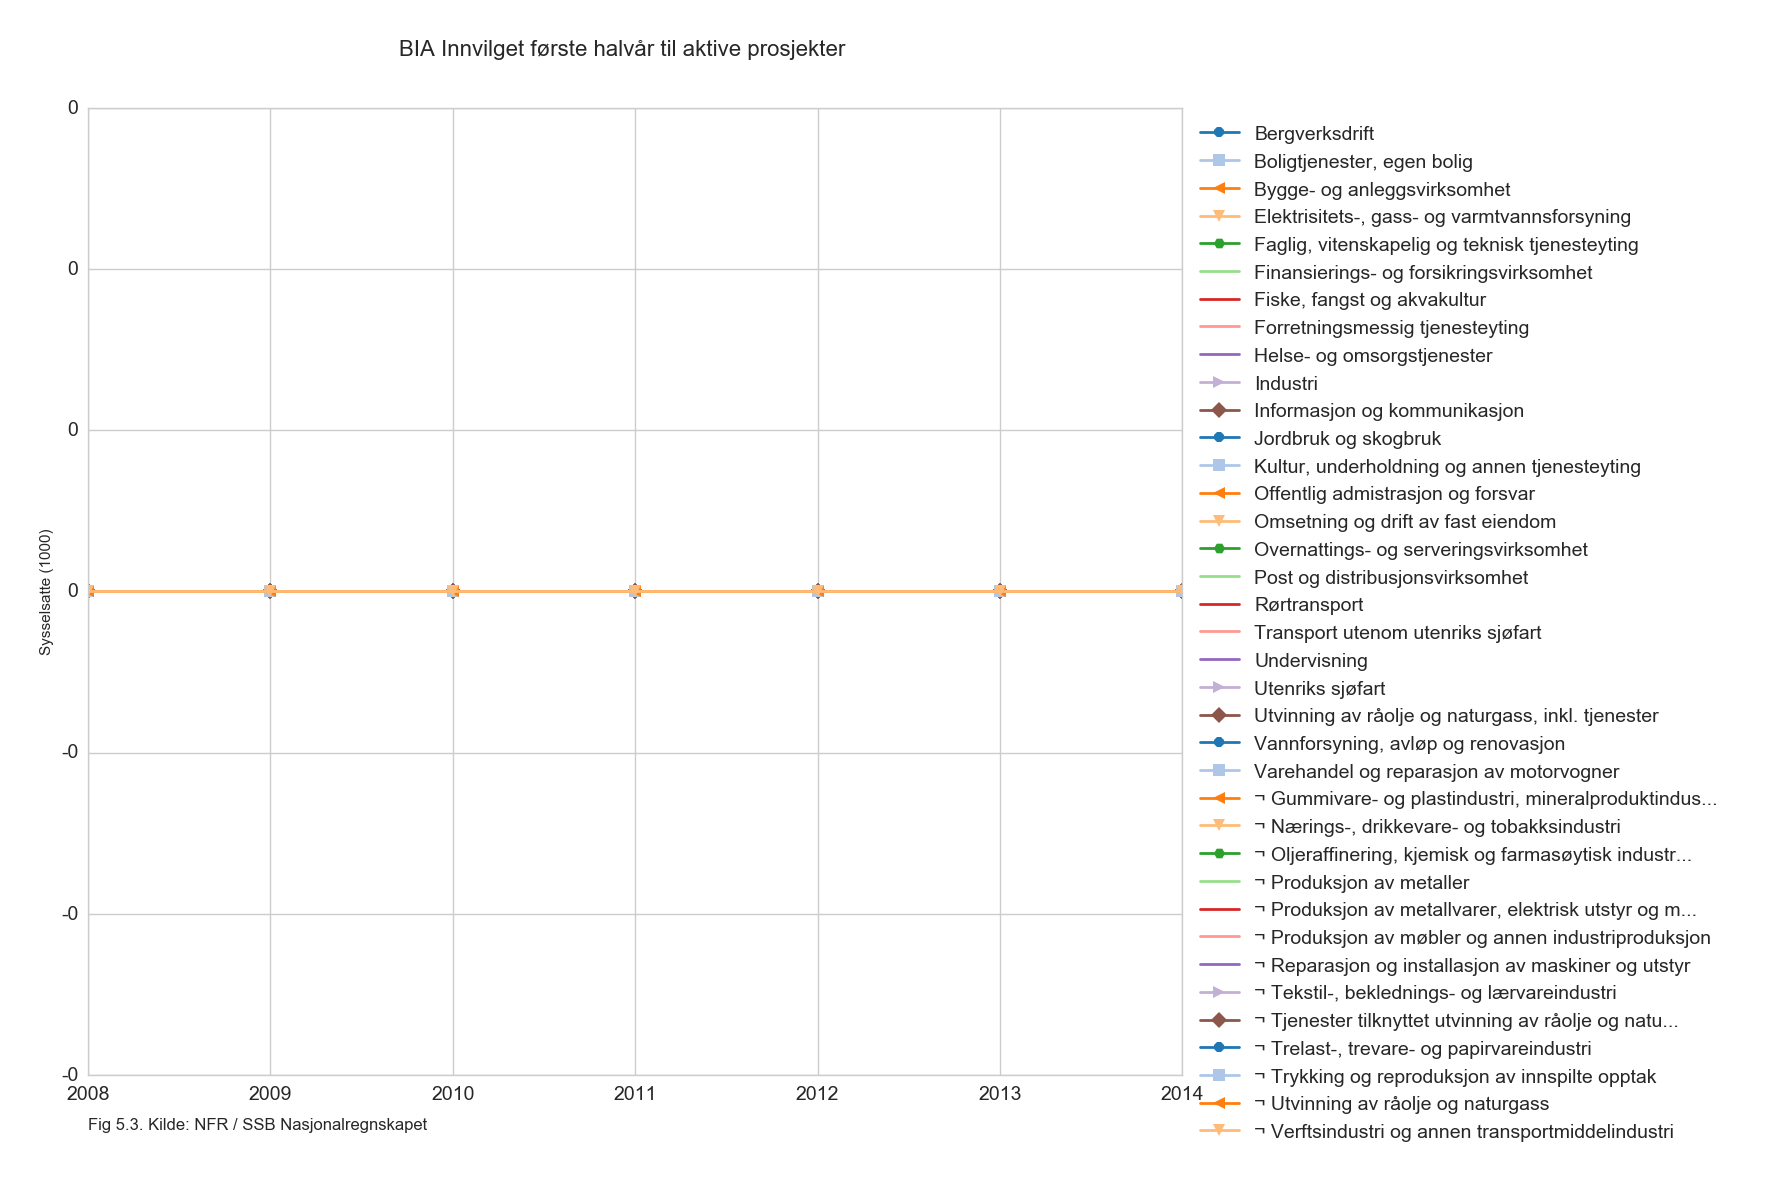 BIA Innvilget første halvår til aktive prosjekter
0
0
0
0
-0
-0
-0
Sysselsatte (1000)
2008 2009 2010 2011 2012 2013 2014
Fig 5.3. Kilde: NFR / SSB Nasjonalregnskapet
Bergverksdrift
Boligtjenester, egen bolig
Bygge- og anleggsvirksomhet
Elektrisitets-, gass- og varmtvannsforsyning
Faglig, vitenskapelig og teknisk tjenesteyting
Finansierings- og forsikringsvirksomhet
Fiske, fangst og akvakultur
Forretningsmessig tjenesteyting
Helse- og omsorgstjenester
Industri
Informasjon og kommunikasjon
Jordbruk og skogbruk
Kultur, underholdning og annen tjenesteyting
Offentlig admistrasjon og forsvar
Omsetning og drift av fast eiendom
Overnattings- og serveringsvirksomhet
Post og distribusjonsvirksomhet
Rørtransport
Transport utenom utenriks sjøfart
Undervisning
Utenriks sjøfart
Utvinning av råolje og naturgass, inkl. tjenester
Vannforsyning, avløp og renovasjon
Varehandel og reparasjon av motorvogner
¬ Gummivare- og plastindustri, mineralproduktindus...
¬ Nærings-, drikkevare- og tobakksindustri
¬ Oljeraffinering, kjemisk og farmasøytisk industr...
¬ Produksjon av metaller
¬ Produksjon av metallvarer, elektrisk utstyr og m...
¬ Produksjon av møbler og annen industriproduksjon
¬ Reparasjon og installasjon av maskiner og utstyr
¬ Tekstil-, beklednings- og lærvareindustri
¬ Tjenester tilknyttet utvinning av råolje og natu...
¬ Trelast-, trevare- og papirvareindustri
¬ Trykking og reproduksjon av innspilte opptak
¬ Utvinning av råolje og naturgass
¬ Verftsindustri og annen transportmiddelindustri